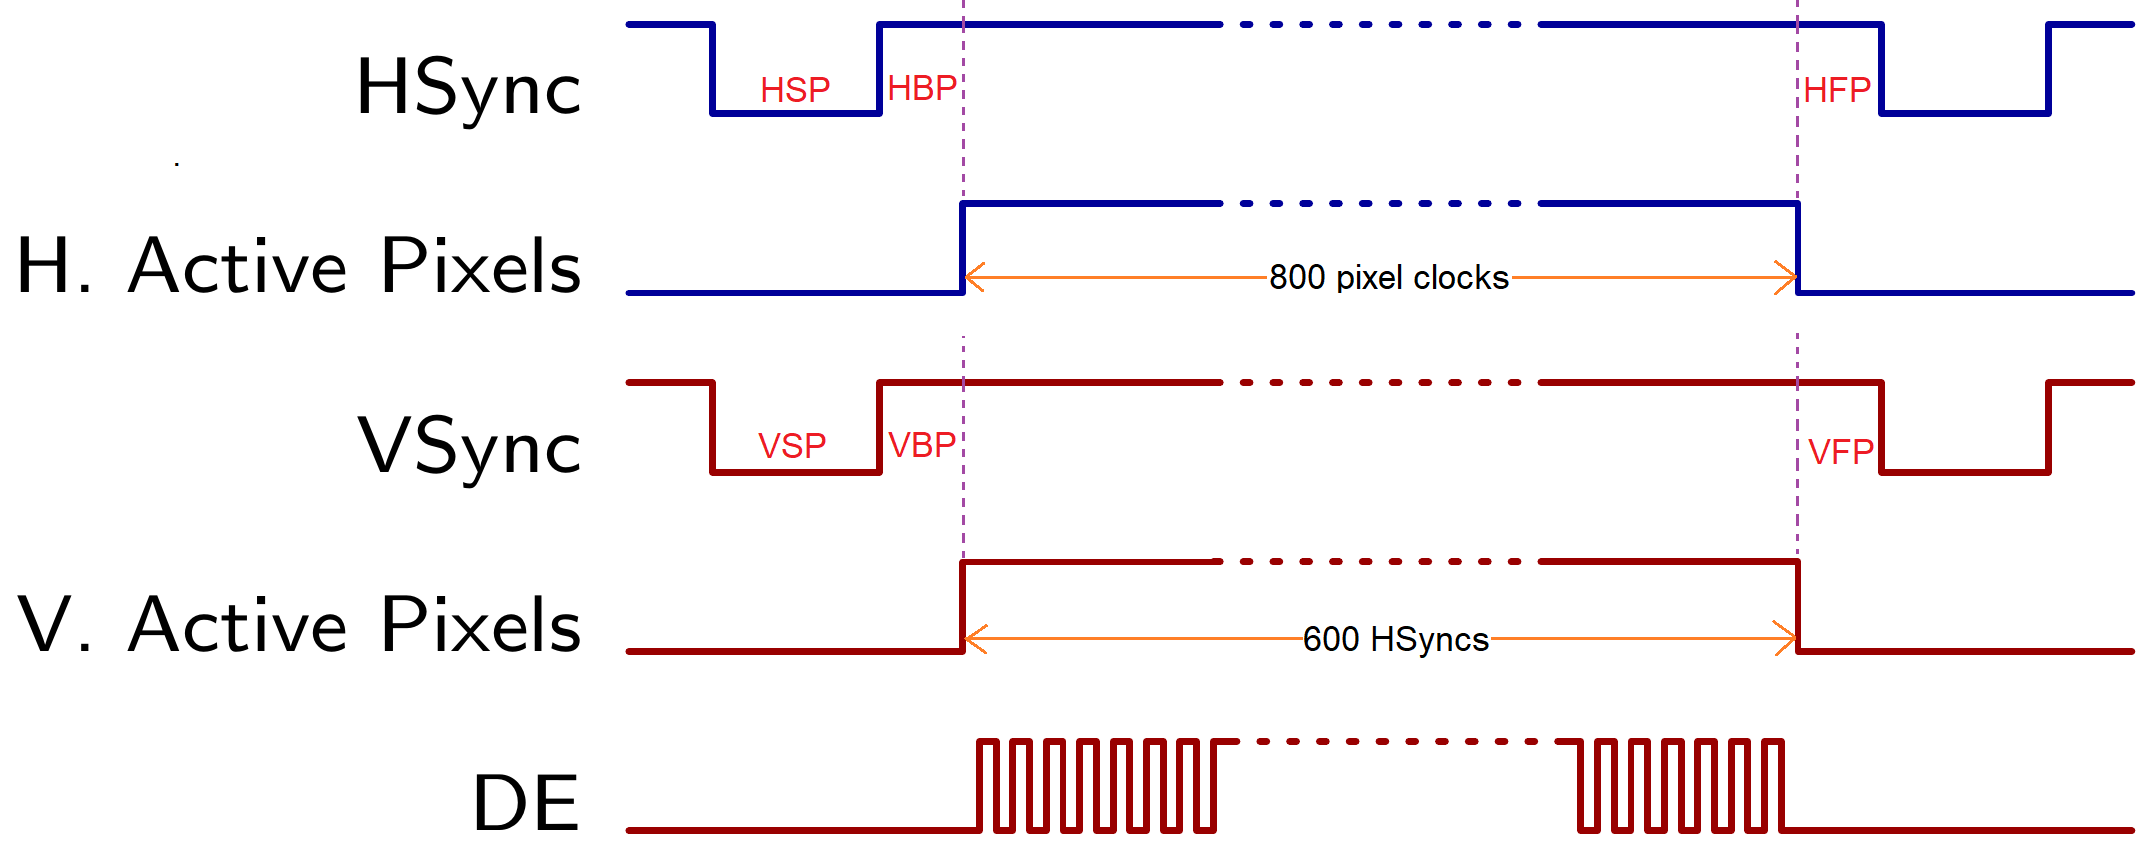 HSync
HSP
HBP
HFP
H. Active Pixels
800 pixel clocks
VSync
VSP
VBP
VFP
V. Active Pixels
600 HSyncs
DE